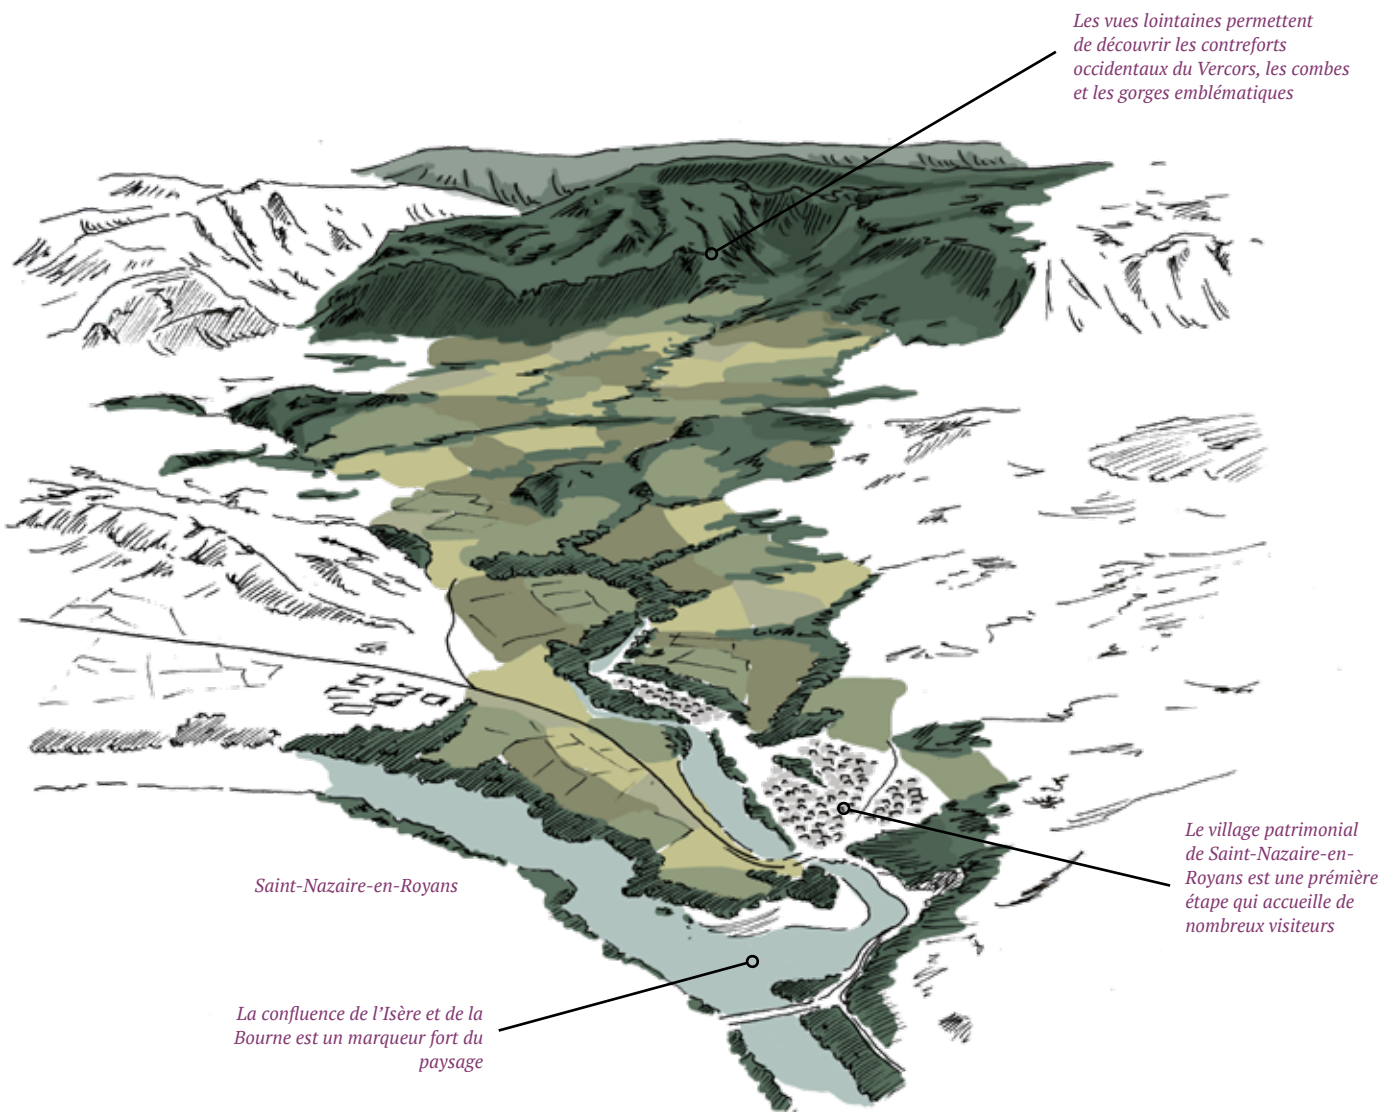 Les vues lointaines permettent
de découvrir les contreforts
occidentaux du Vercors, les combes
et les gorges emblématiques
Le village patrimonial
de Saint-Nazaire-en-
Royans est une prémière
étape qui accueille de
nombreux visiteurs
Saint-Nazaire-en-Royans
La confluence de l’Isère et de la
Bourne est un marqueur fort du
paysage